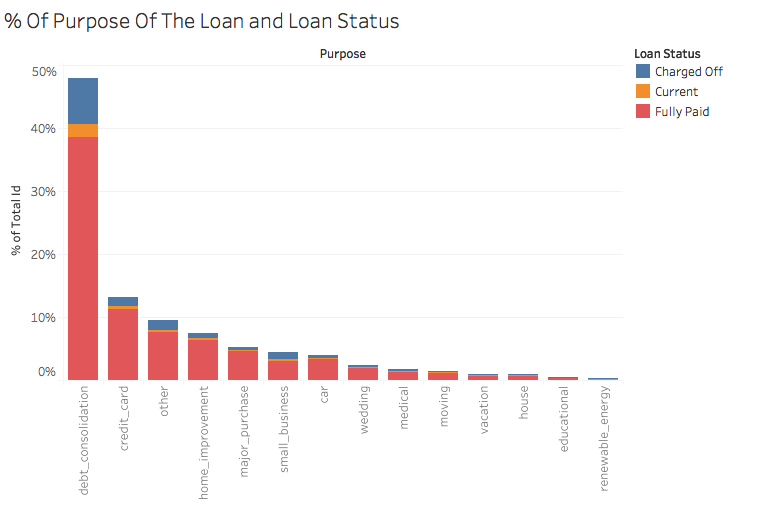 % Of Purpose Of The Loan and Loan Status
Purpose
Loan Status
Charged Off
Current
Fully Paid
% of Total Id
50%
40%
30%
20%
10%
0%
debt_consolidation
credit_card
other
home_improvement
major_purchase
small_business
car
wedding
medical
moving
vacation
house
educational
renewable_energy